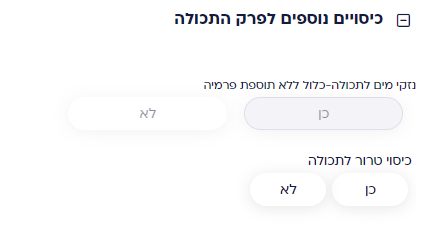 כיסויים נוספים לפרק התכולה
נזקי מים לתכולה-כלול ללא תוספת פרמיה
כן לא
כיסוי טרור לתכולה
כן לא